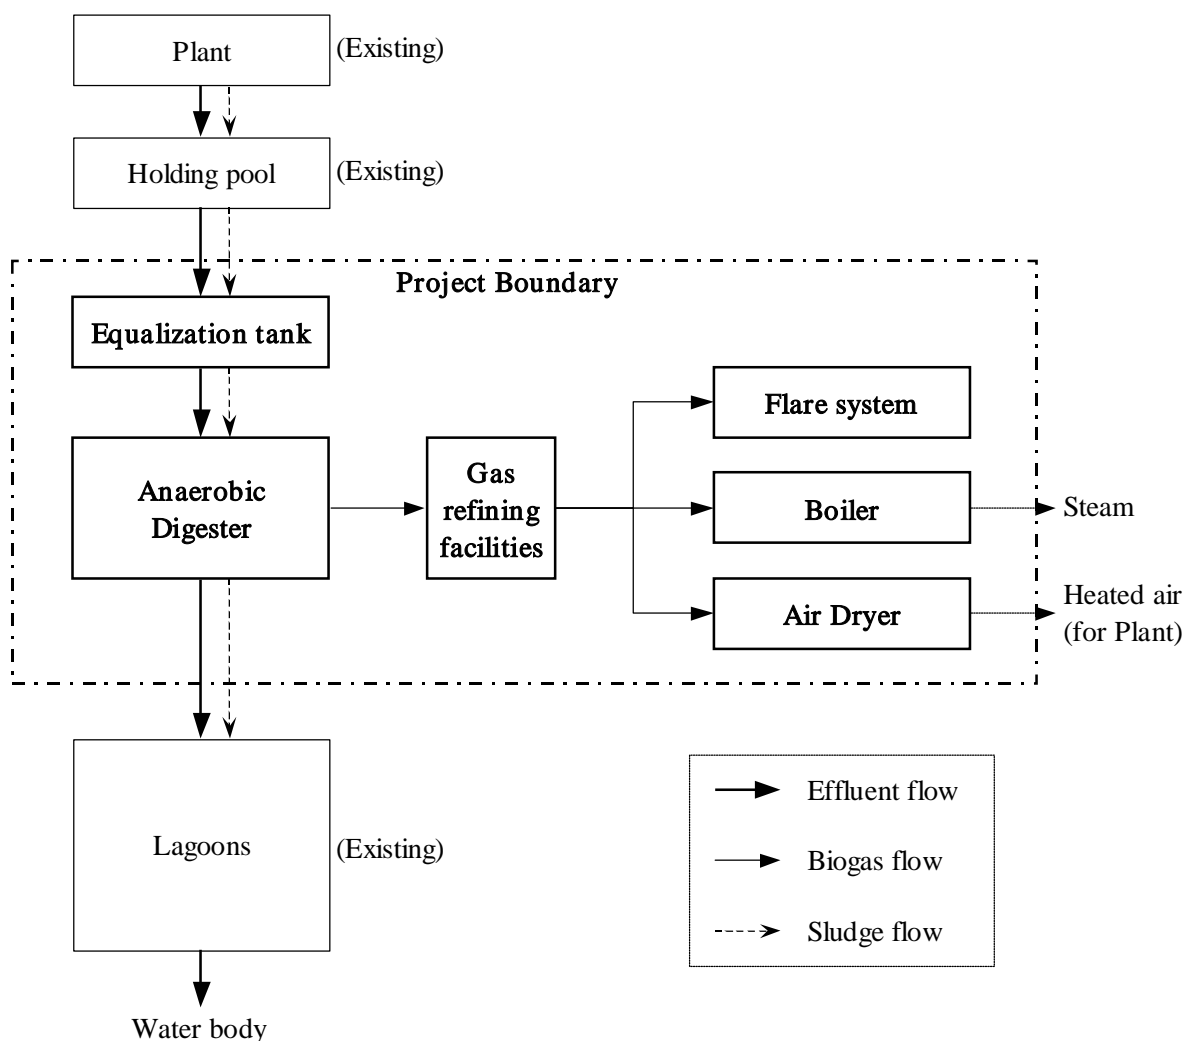 Plant
(Existing)
Holding pool
(Existing)
Project Boundary
Equalization tank
Flare system
Anaerobic
Digester
Gas
refining
facilities
Boiler
Steam
Air Dryer
Heated air
(for Plant)
Lagoons
(Existing)
Effluent flow
Biogas flow
Sludge flow
Water body